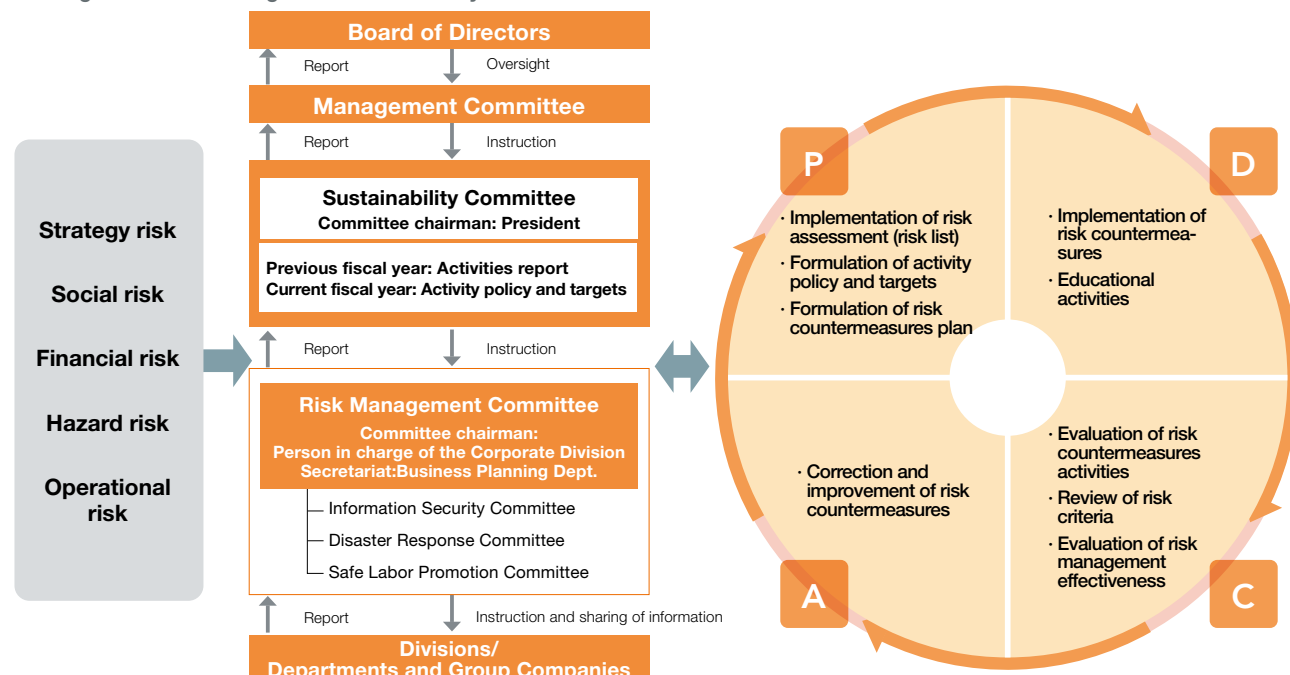 Board of Directors
Report
Oversight
Management Committee
Report
Instruction
Sustainability Committee
Committee chairman: President
Previous fiscal year: Activities report
Current fiscal year: Activity policy and targets
Report
Instruction
Risk Management Committee
Committee chairman:
Person in charge of the Corporate Division
Secretariat:Business Planning Dept.
Information Security Committee
Disaster Response Committee
Safe Labor Promotion Committee
Report
Instruction and sharing of information
Divisions/
Departments and Group Companies
Strategy risk
Social risk
Financial risk
Hazard risk
Operational
risk
P
· Implementation of risk
assessment (risk list)
· Formulation of activity
policy and targets
· Formulation of risk
countermeasures plan
D
· Implementation of
risk countermea-
sures
· Educational
activities
C
· Evaluation of risk
countermeasures
activities
· Review of risk
criteria
· Evaluation of risk
management
effectiveness
A
· Correction and
improvement of risk
countermeasures